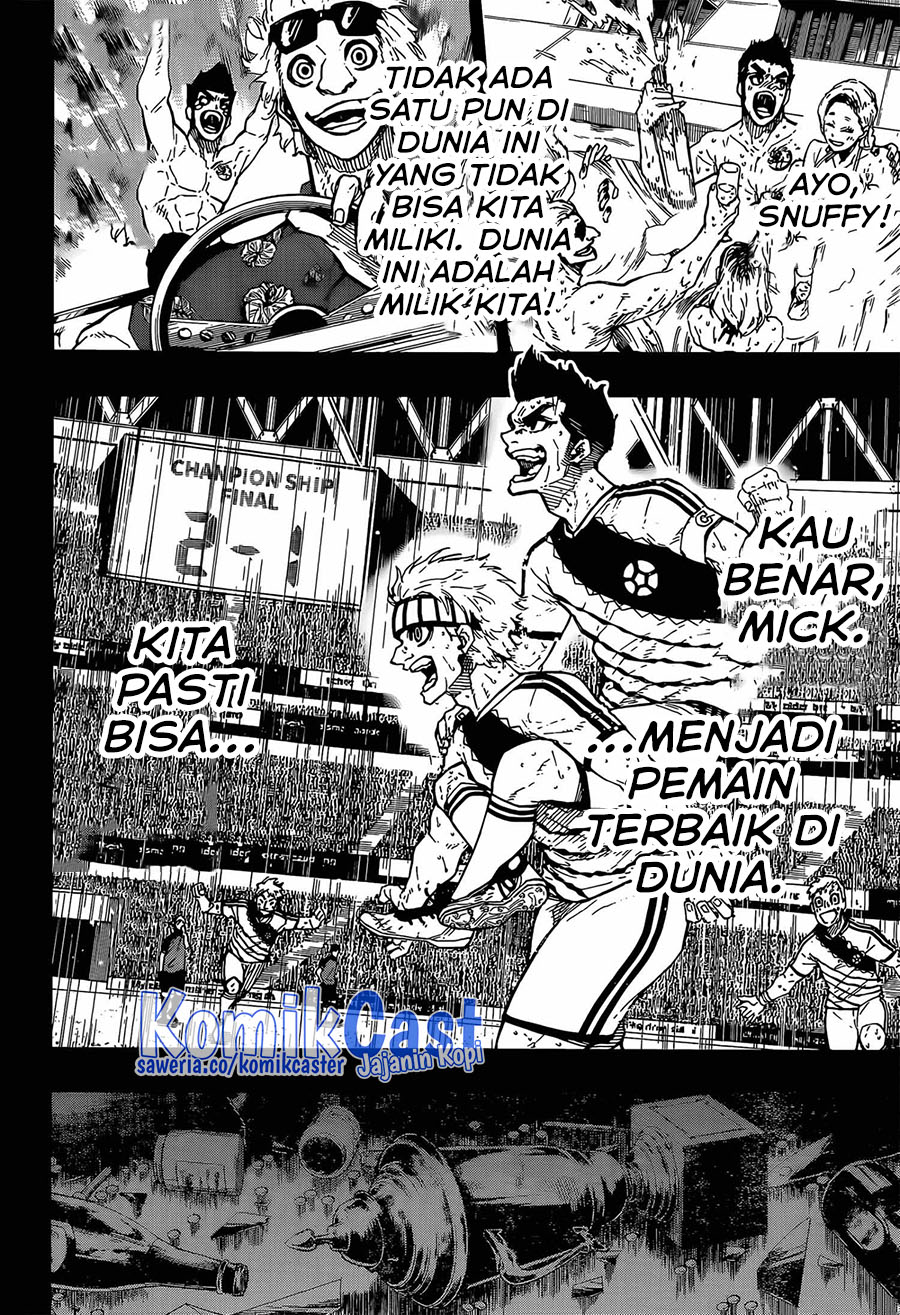 TIDAK ADA
SATU PUN DI
DUNIA INI
YANG TIDAK
BISA KITA
MILIKI. DUNIA
INI ADALAH
MILIK KITA!
AYO,
SNUFFY!
CHANPION SHIP
FINAL
2-1
KAU
BENAR,
MICK.
KITA
PASTI
BISA...
...MENJADI
PEMAIN
TERBAIK DI
DUNIA.
KomikCast
saweria.co/komikcaster Jajanin Kopi